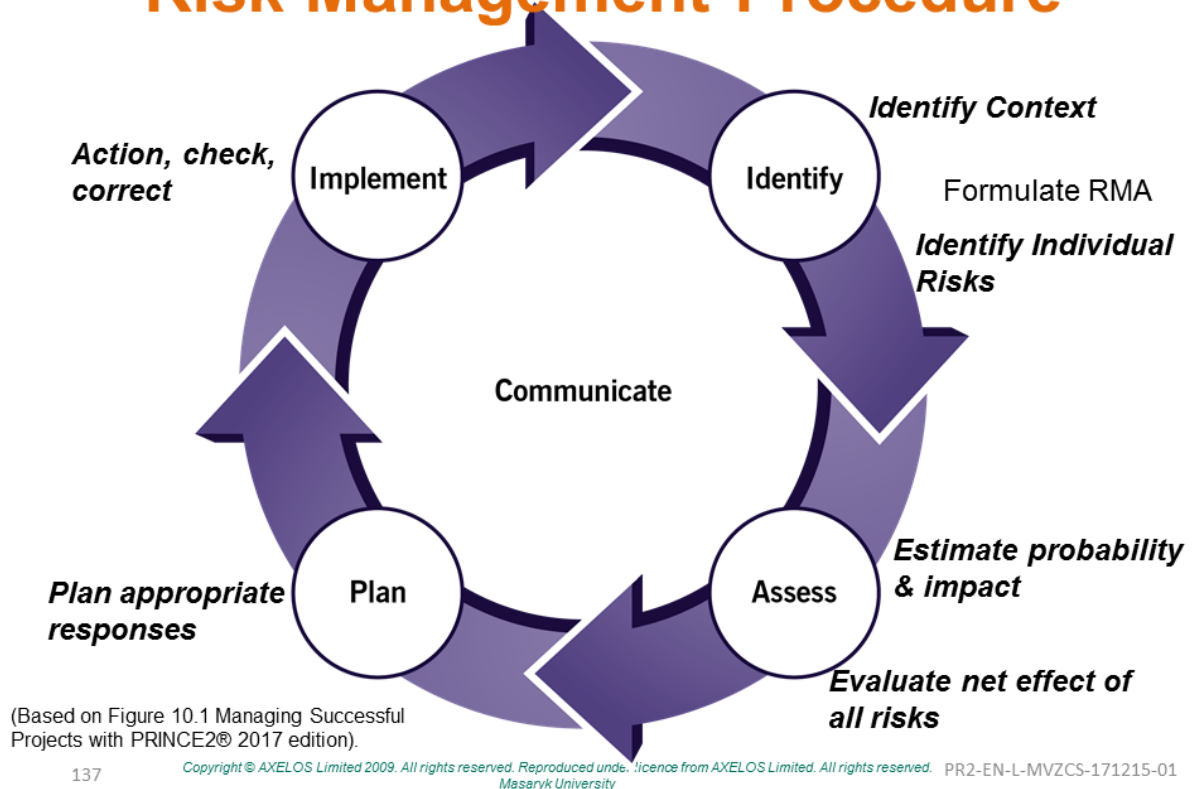 Risk Management Procedure
Implement
Identify
Identify Context
Action, check,
correct
Formulate RMA
Identify Individual
Risks
Communicate
Estimate probability
& impact
Plan appropriate
responses
Plan
Assess
Evaluate net effect of
all risks
(Based on Figure 10.1 Managing Successful
Projects with PRINCE2® 2017 edition).
137
Copyright © AXELOS Limited 2009. All rights reserved. Reproduced under licence from AXELOS Limited. All rights reserved.
Masaryk University
PR2-EN-L-MVZCS-171215-01